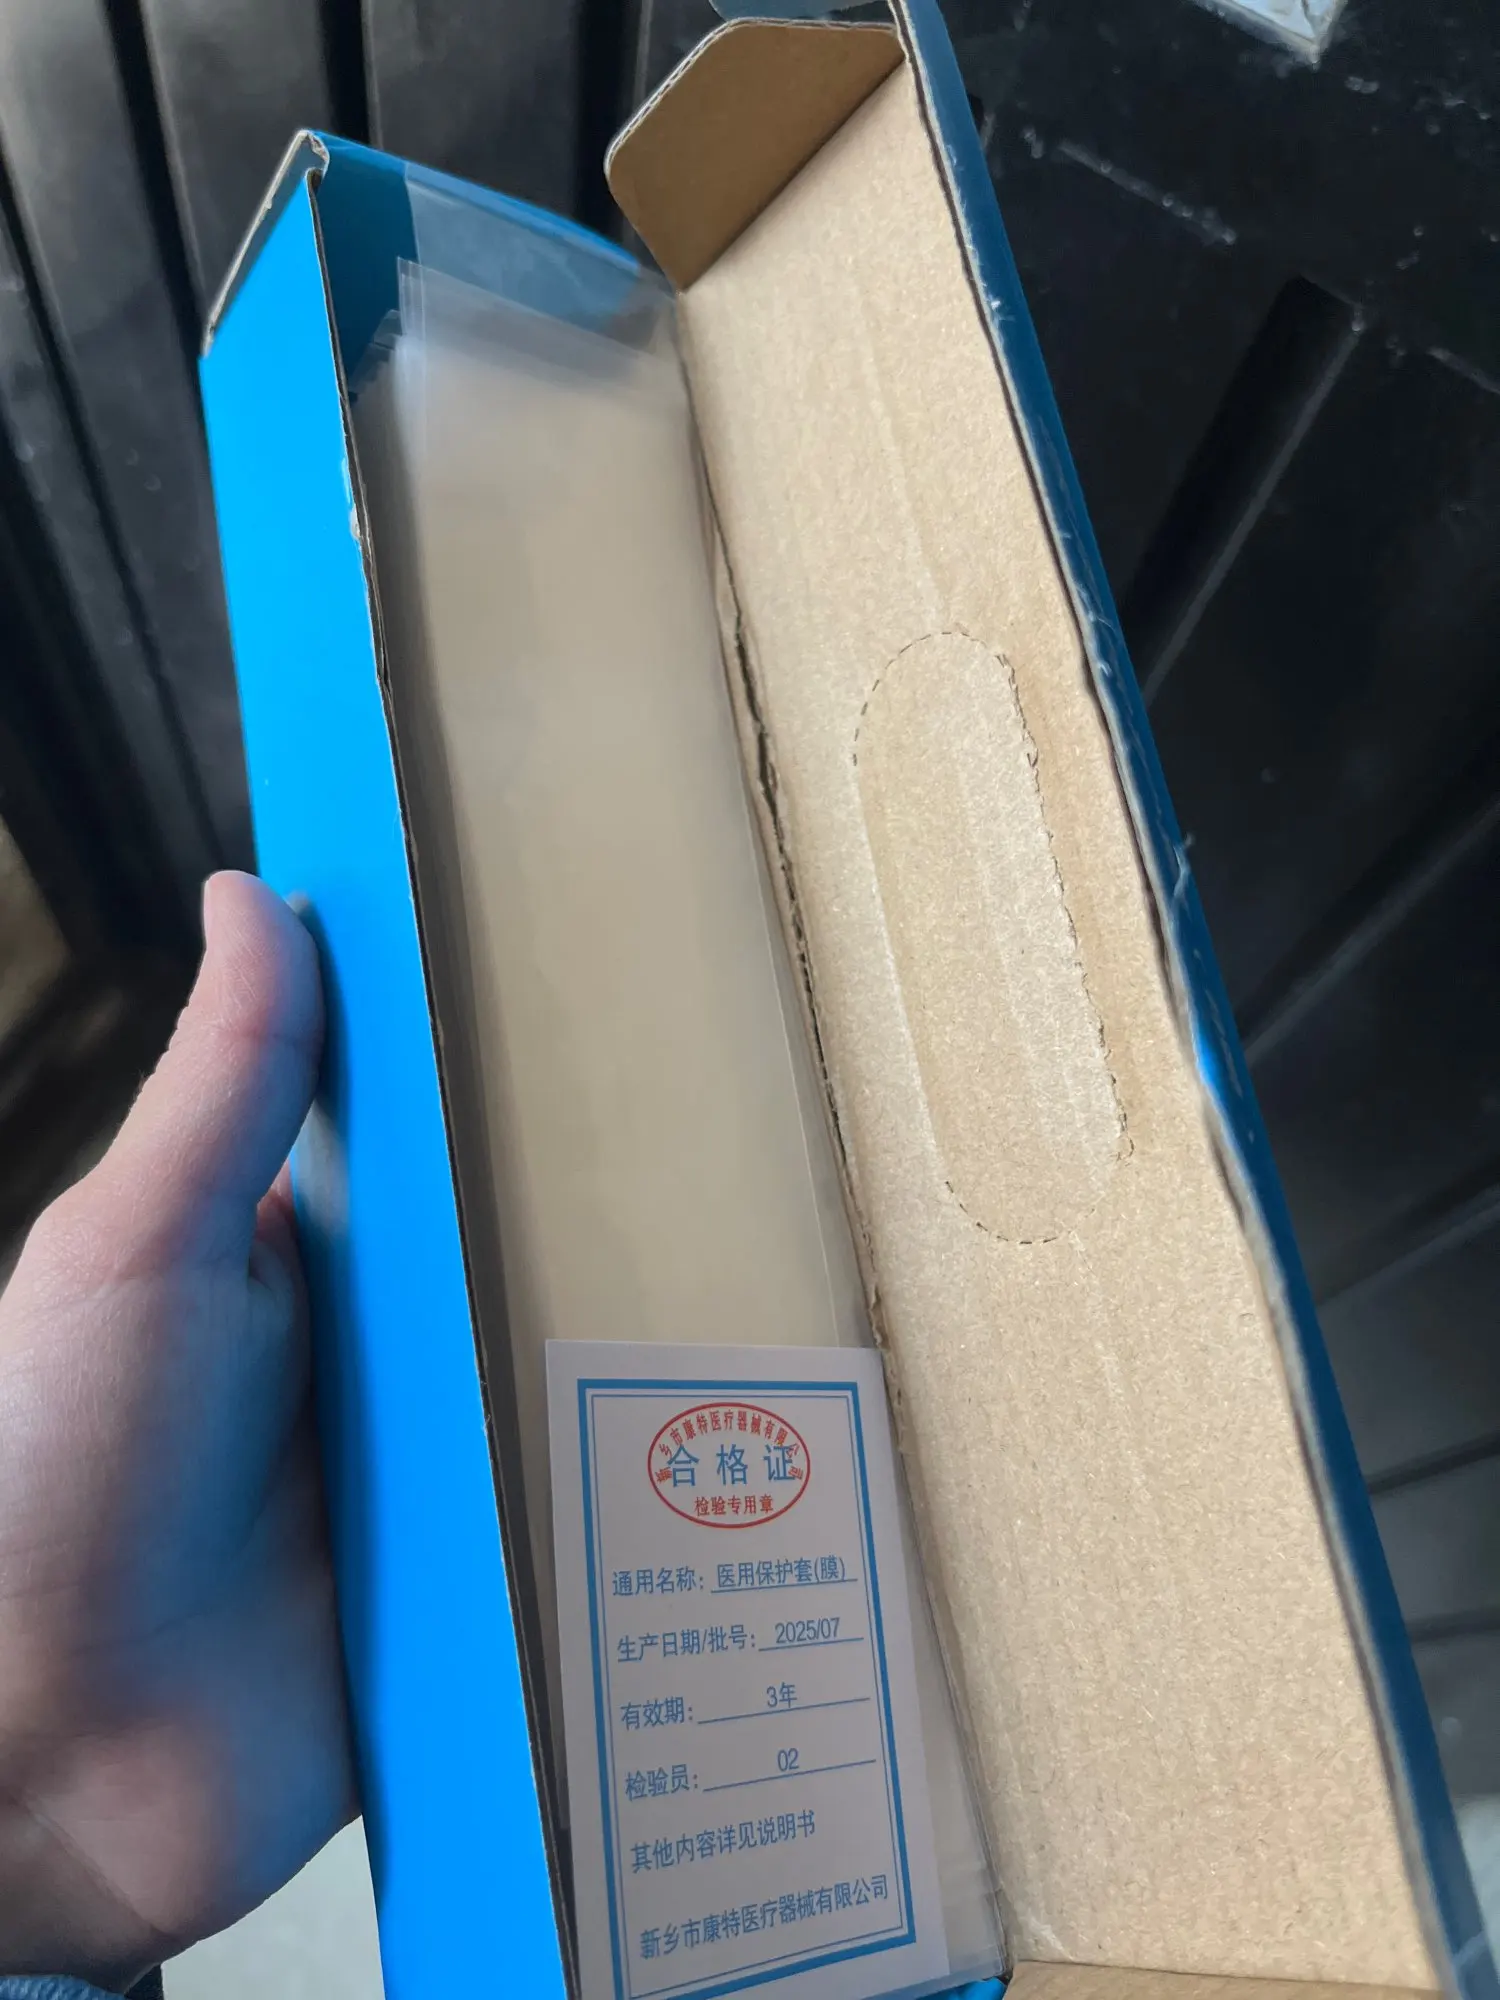 新乡市康特医疗器械有限公司
合格证
检验专用章
通用名称：医用保护套(膜)
生产日期/批号：2025/07
有效期：3年
检验员：02
其他内容详见说明书
新乡市康特医疗器械有限公司